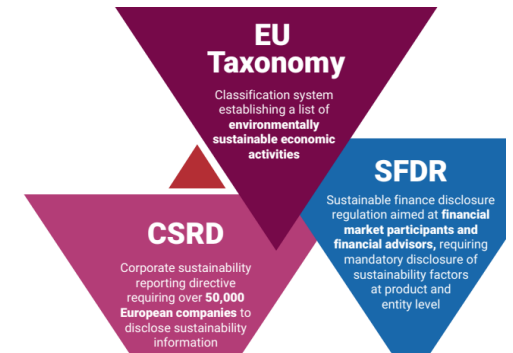 EU
Taxonomy
Classification system
establishing a list of
environmentally
sustainable economic
activities
SFDR
Sustainable finance disclosure
regulation aimed at financial
market participants and
financial advisors, requiring
mandatory disclosure of
sustainability factors
at product and
entity level
CSRD
Corporate sustainability
reporting directive
requiring over 50,000
European companies to
disclose sustainability
information